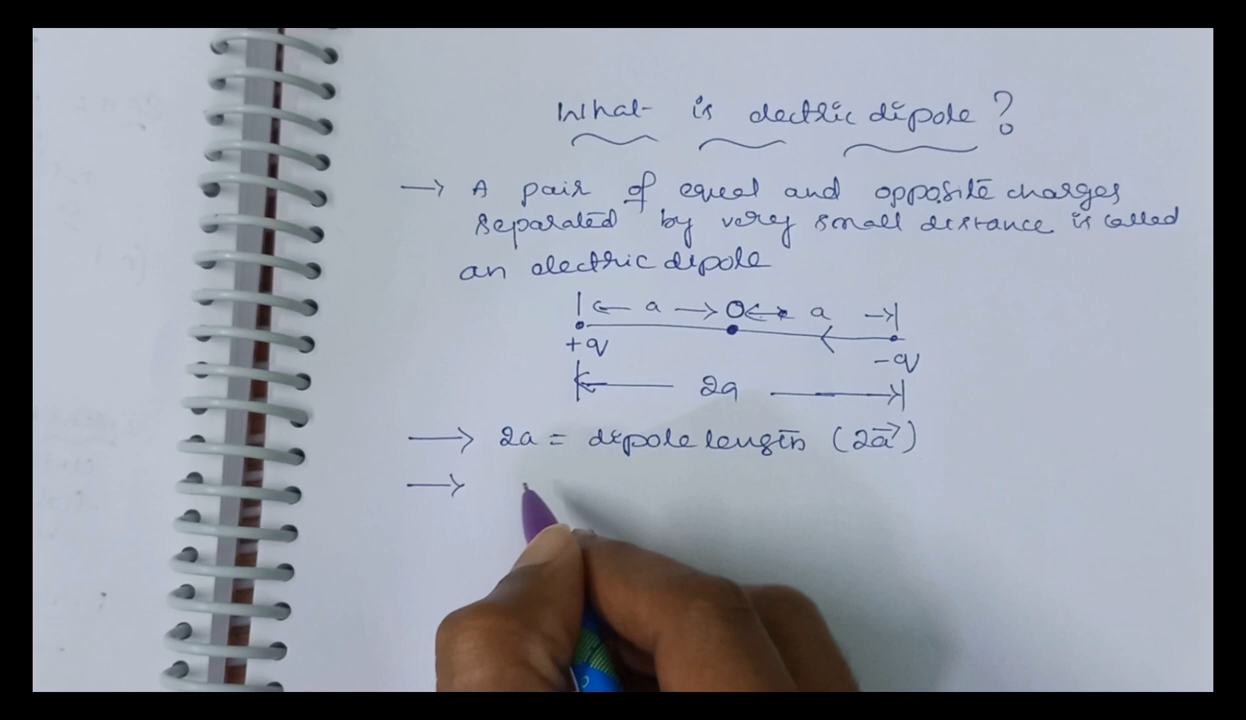 What is electric dipole?
→ A pair of equal and opposite charges
separated by very small distance is called
an electric dipole
|← a → O ←→ a →|
+q -q
|← 2a →|
→ 2a = dipole length (2a⃗)
→